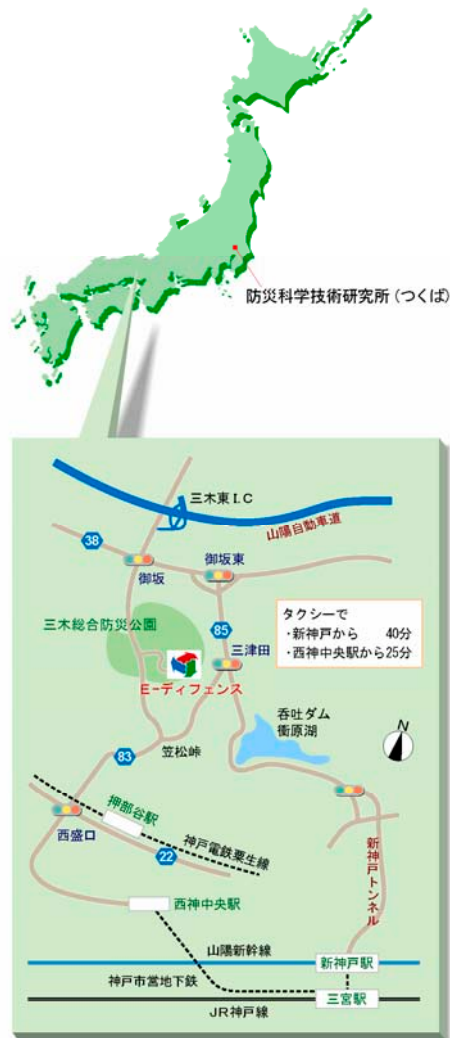 防災科学技術研究所（つくば）
三木東I.C
山陽自動車道
38
御坂
御坂東
三木総合防災公園
85
三津田
タクシーで
・新神戸から　40分
・西神中央駅から25分
E-ディフェンス
呑吐ダム
衝原湖
N
笠松峠
83
押部谷駅
西盛口
神戸電鉄粟生線
22
新神戸トンネル
西神中央駅
山陽新幹線
新神戸駅
神戸市営地下鉄
三宮駅
JR神戸線